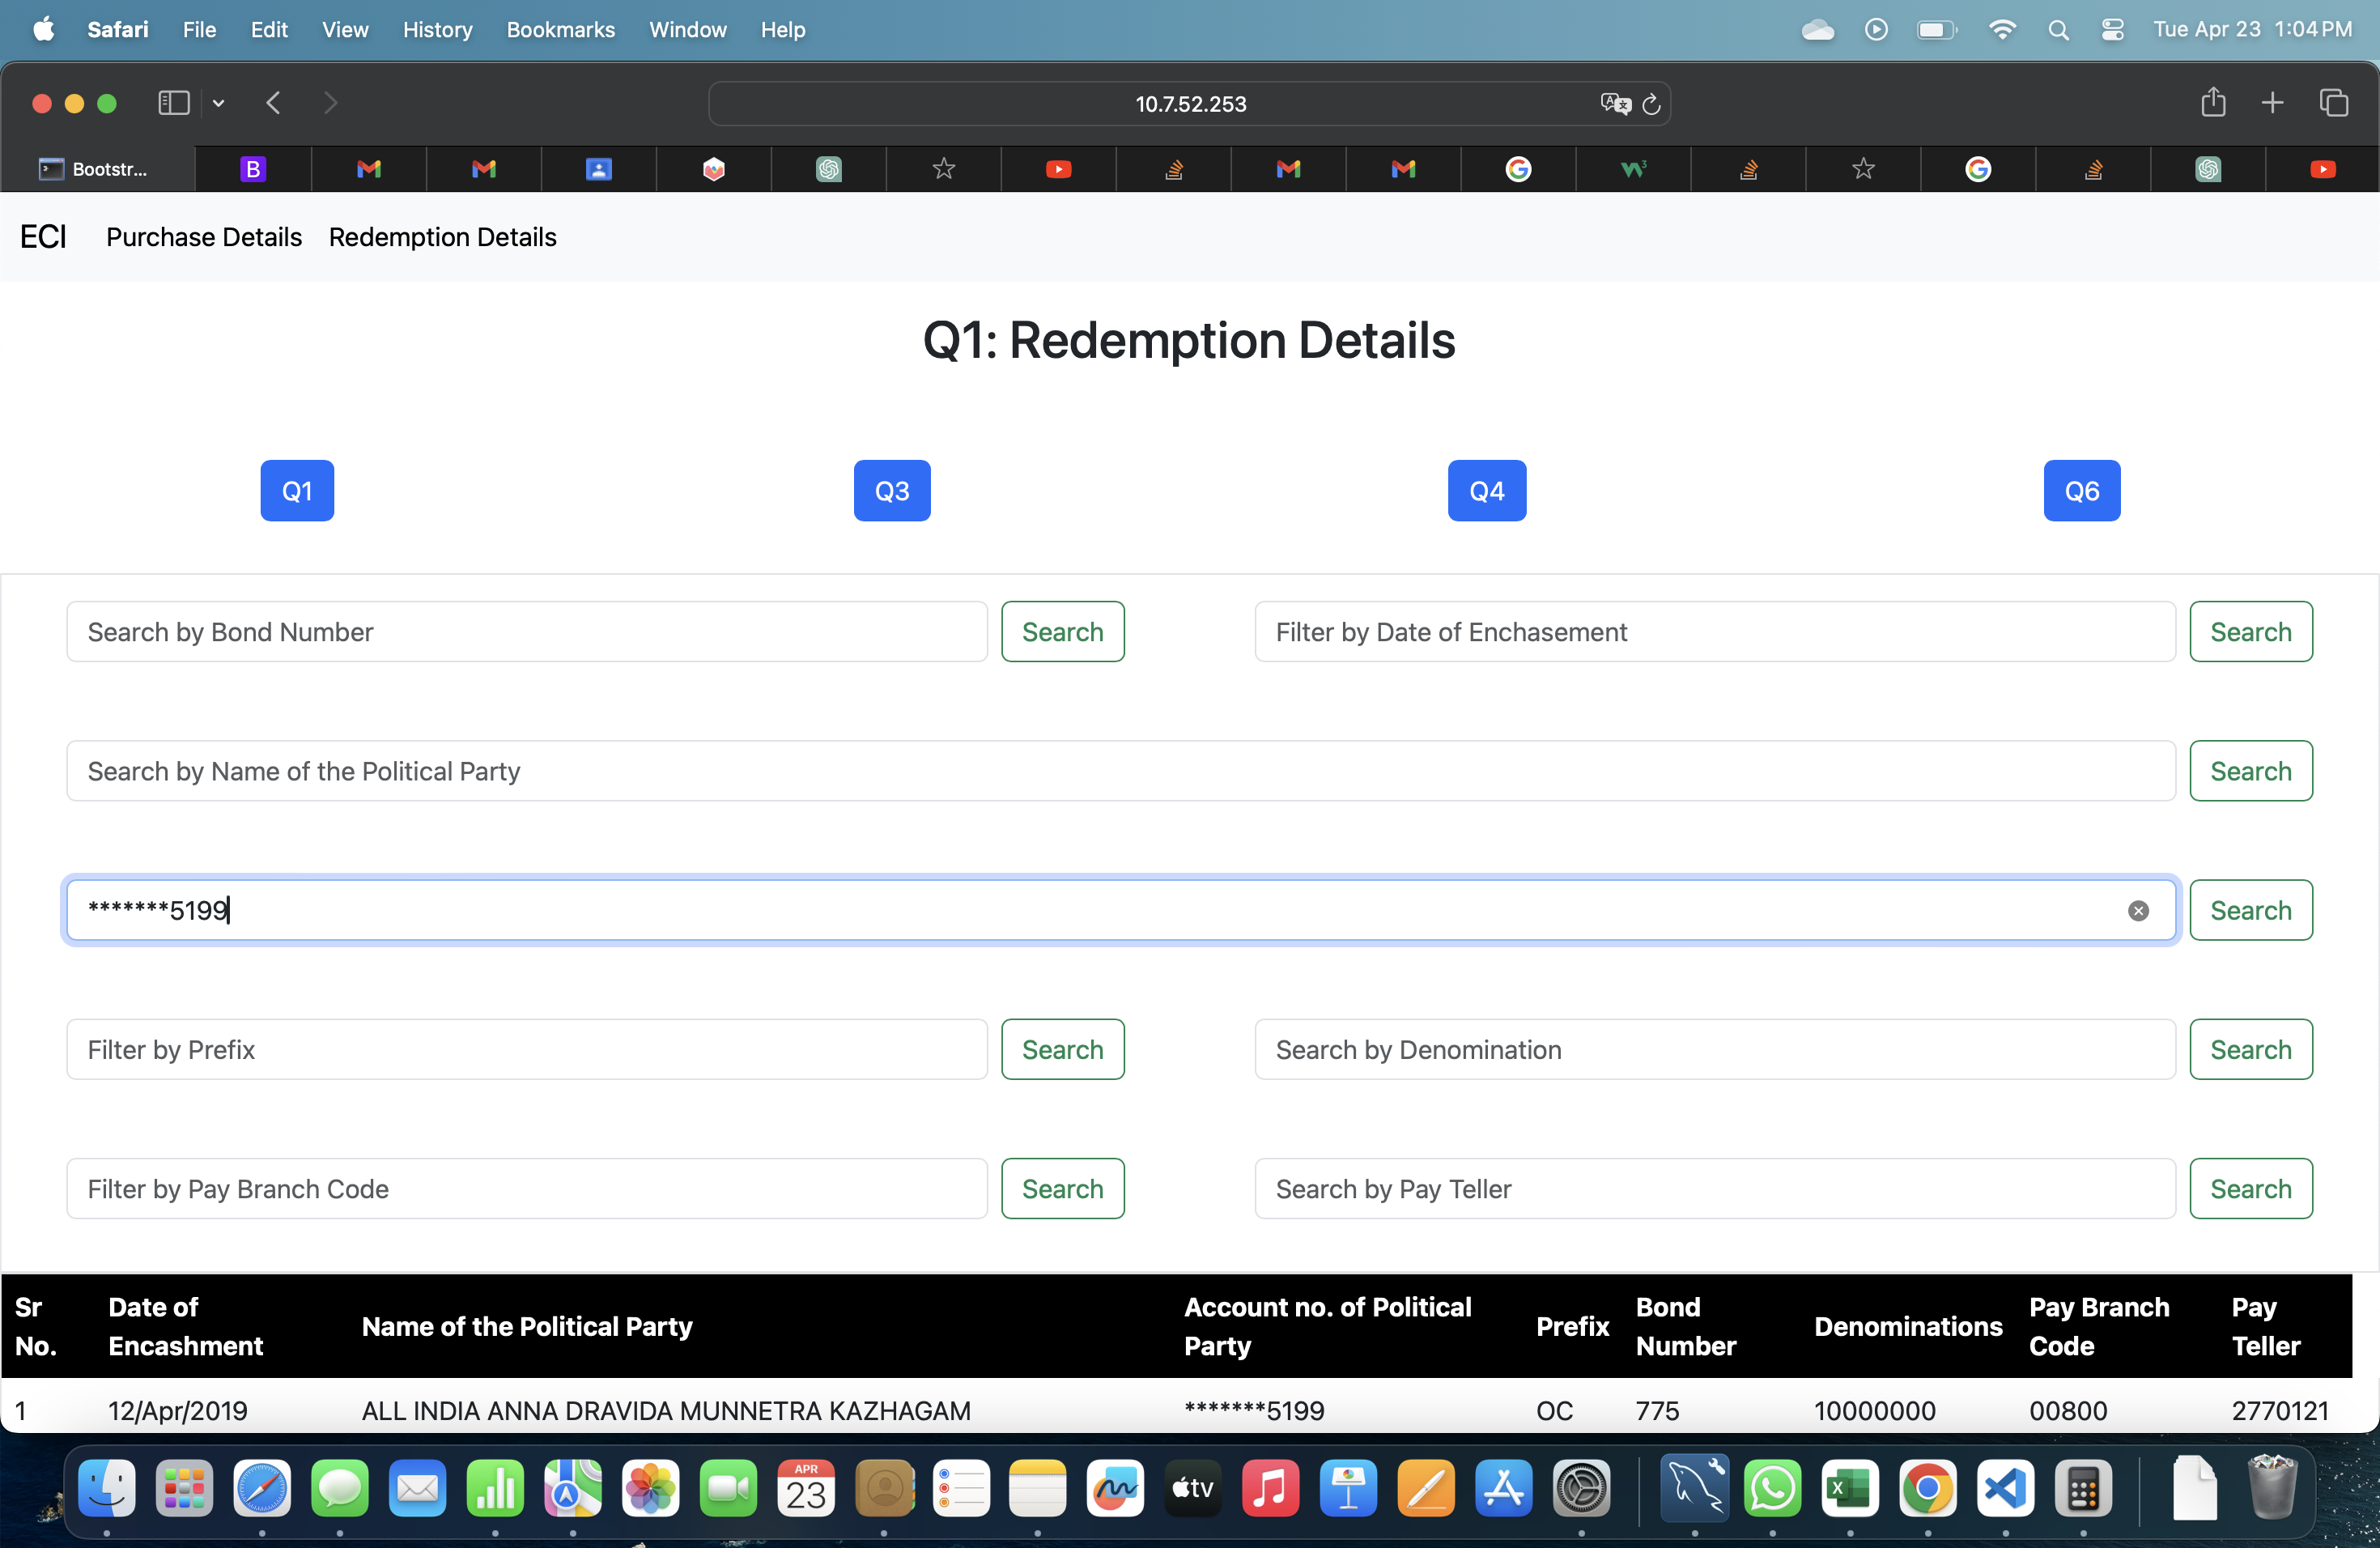 Safari File Edit View History Bookmarks Window Help Tue Apr 23 1:04 PM
10.7.52.253
Bootstr...
ECI Purchase Details Redemption Details
Q1: Redemption Details
Q1 Q3 Q4 Q6
Search by Bond Number Search Filter by Date of Enchasement Search
Search by Name of the Political Party Search
*******5199 Search
Filter by Prefix Search Search by Denomination Search
Filter by Pay Branch Code Search Search by Pay Teller Search
Sr No. Date of Encashment Name of the Political Party Account no. of Political Party Prefix Bond Number Denominations Pay Branch Code Pay Teller
1 12/Apr/2019 ALL INDIA ANNA DRAVIDA MUNNETRA KAZHAGAM *******5199 OC 775 10000000 00800 2770121
APR
23
tv